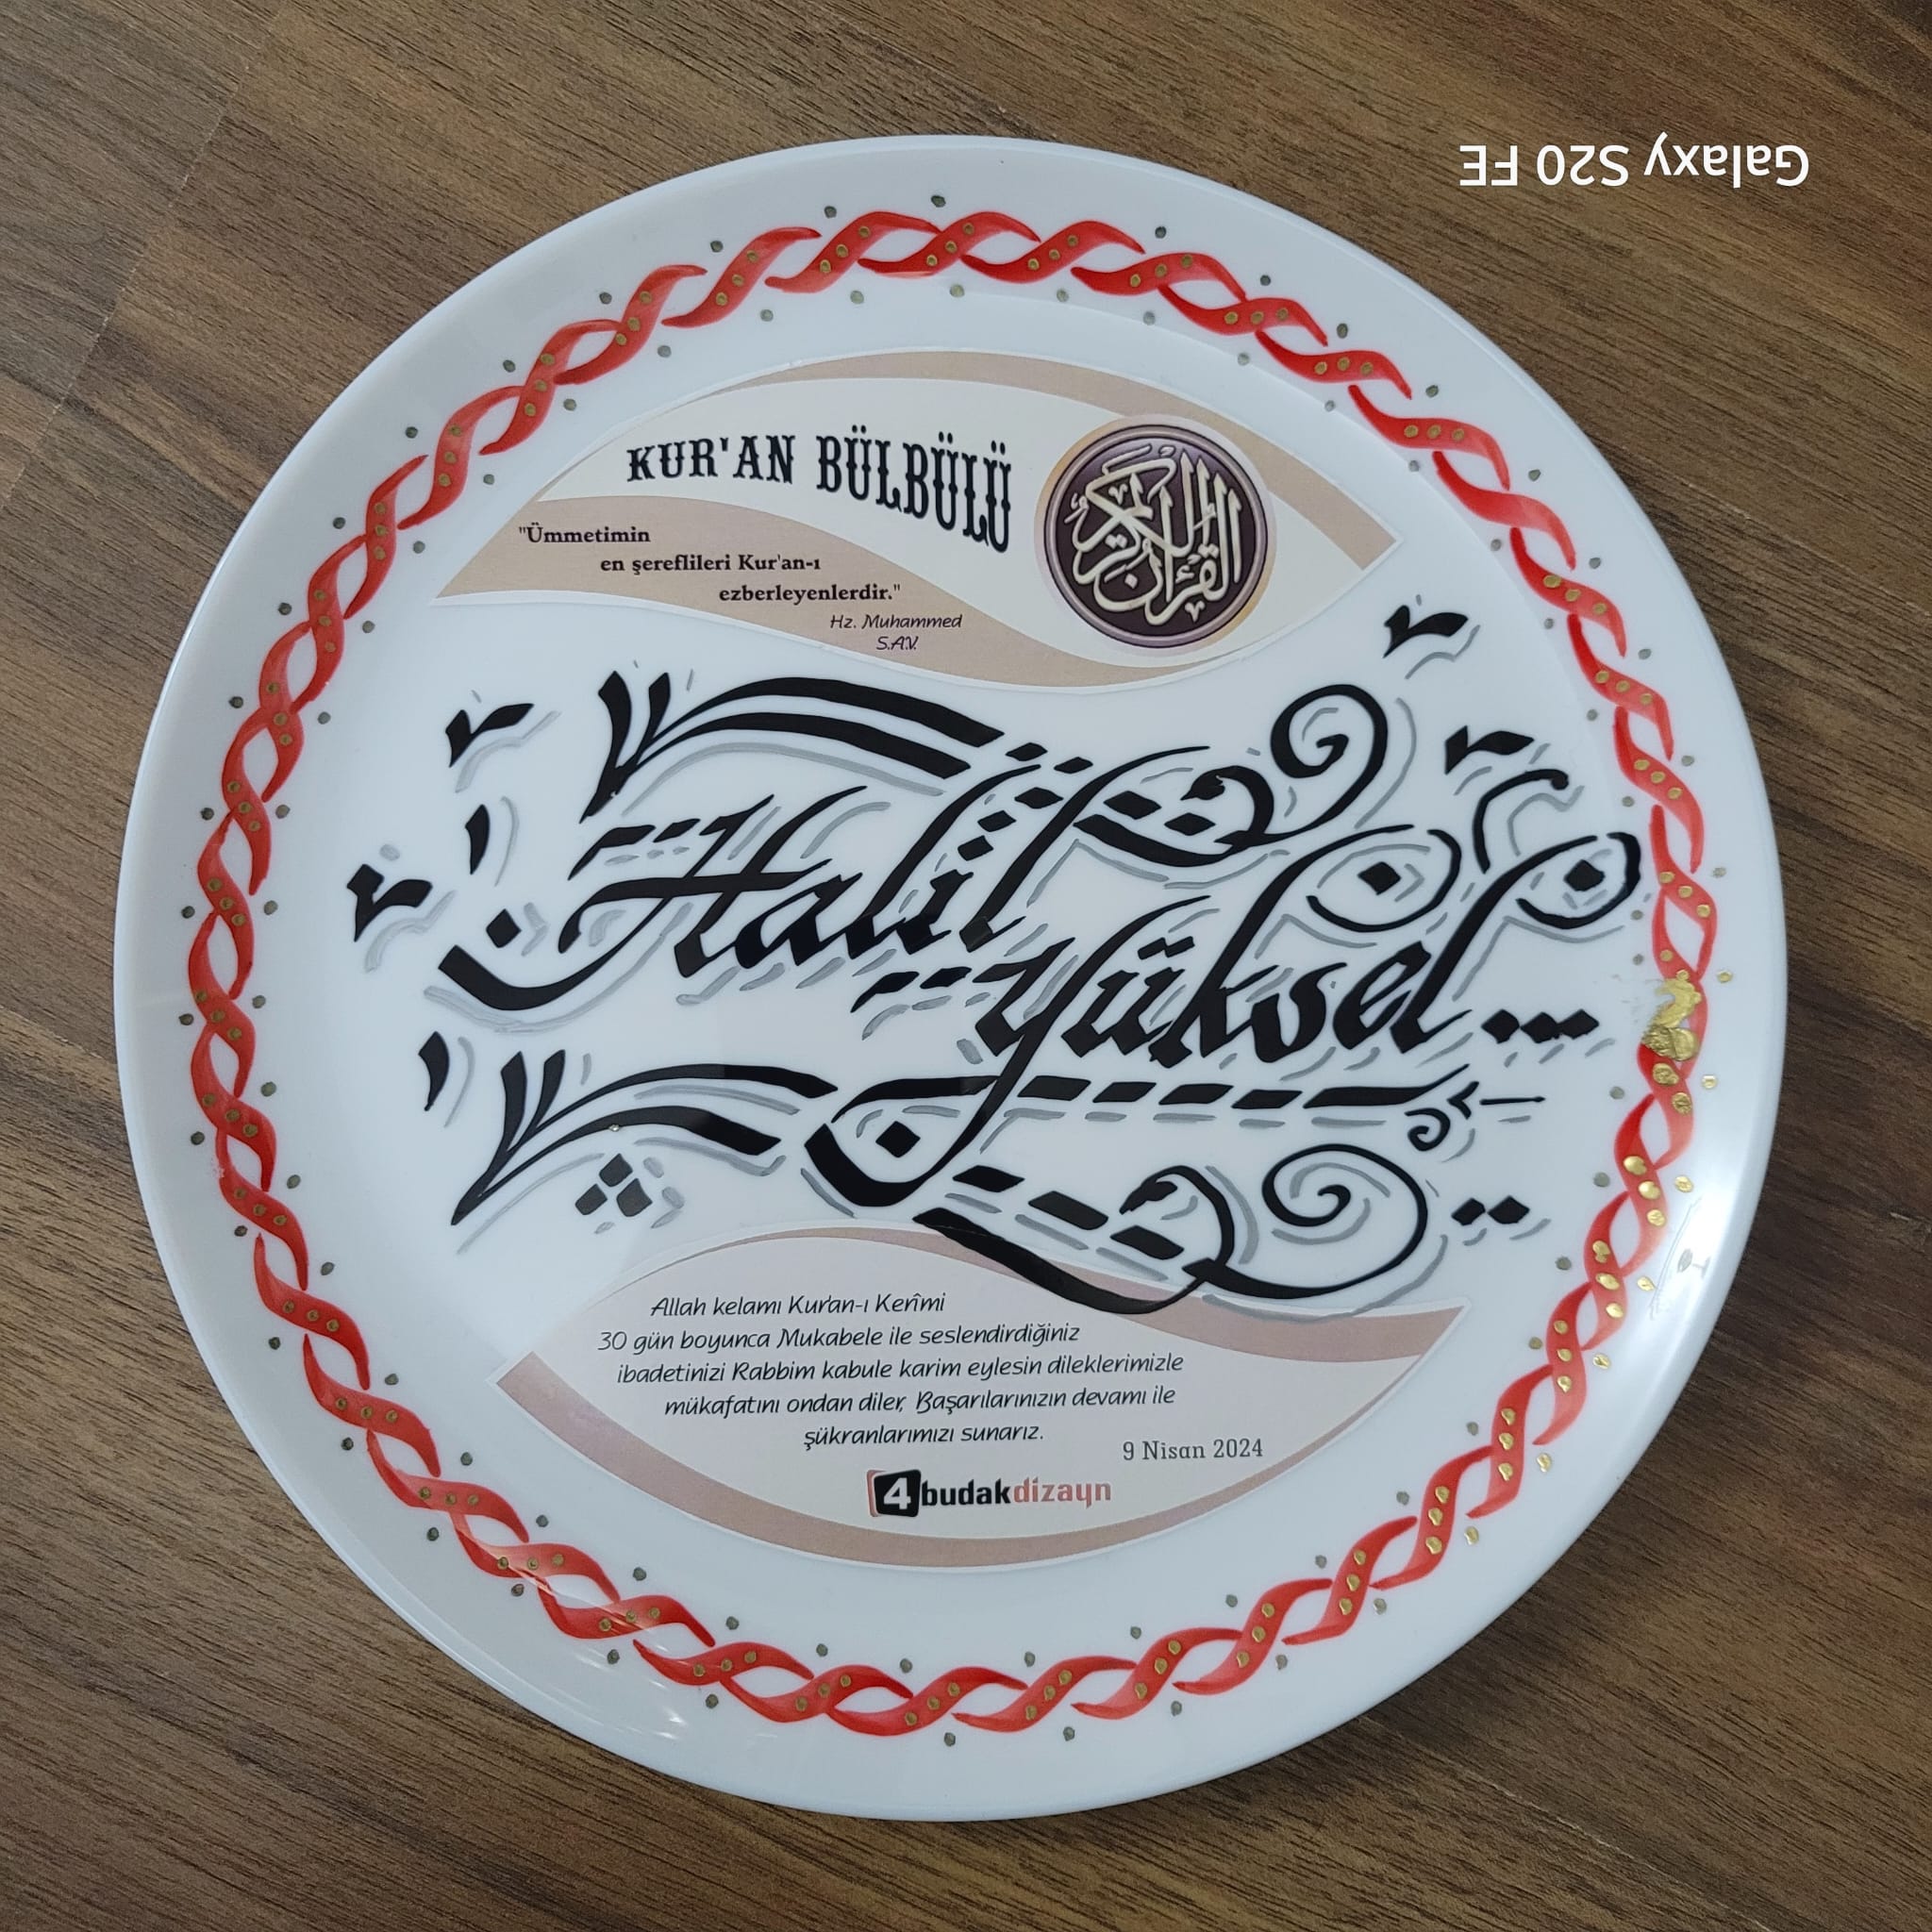 Galaxy S20 FE
KUR'AN BÜLBÜLÜ
القرآن الكريم
"Ümmetimin
en şereflileri Kur'an-ı
ezberleyenlerdir."
Hz. Muhammed
S.A.V.
Halil
Yüksel
Allah kelamı Kur'an-ı Kerîmi
30 gün boyunca Mukabele ile seslendirdiğiniz
ibadetinizi Rabbim kabule karim eylesin dileklerimizle
mükafatını ondan diler, Başarılarınızın devamı ile
şükranlarımızı sunarız.
9 Nisan 2024
4budakdizayn